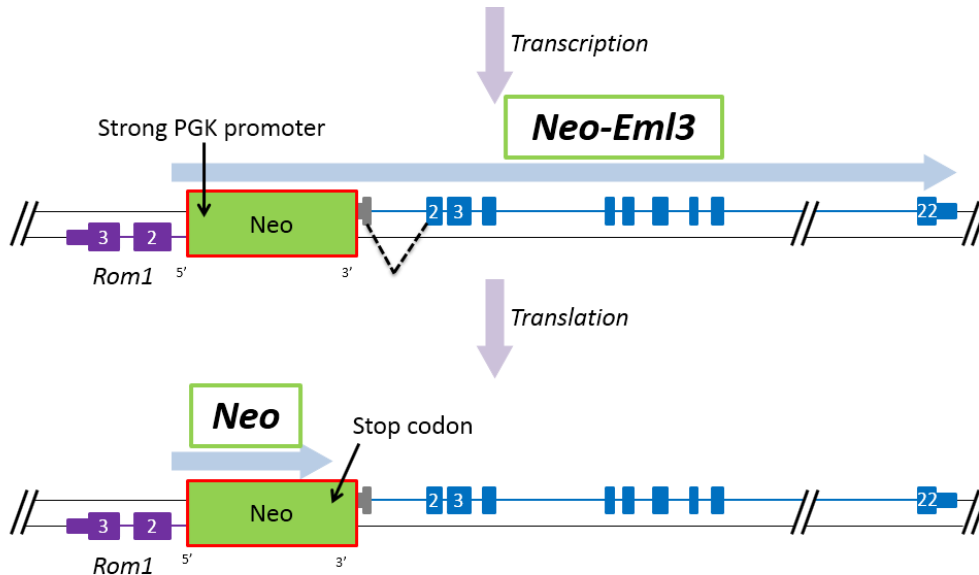 Transcription
Neo-Eml3
Strong PGK promoter
3 2 Neo 2 3 22
Rom1 5' 3'
Translation
Neo
Stop codon
3 2 Neo 2 3 22
Rom1 5' 3'